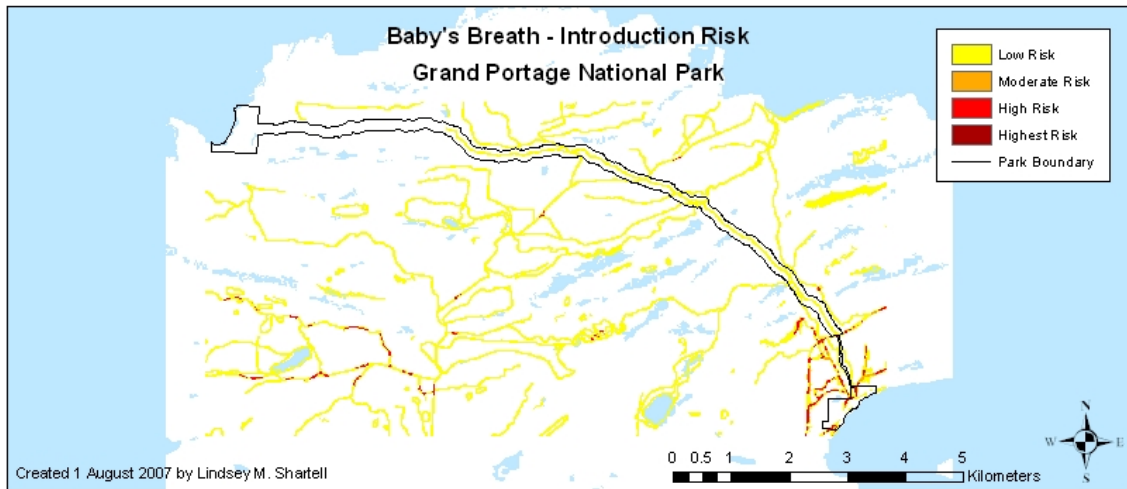 Baby's Breath - Introduction Risk
Grand Portage National Park
Low Risk
Moderate Risk
High Risk
Highest Risk
Park Boundary
N
W E
S
0 0.5 1 2 3 4 5
Kilometers
Created 1 August 2007 by Lindsey M. Shartell